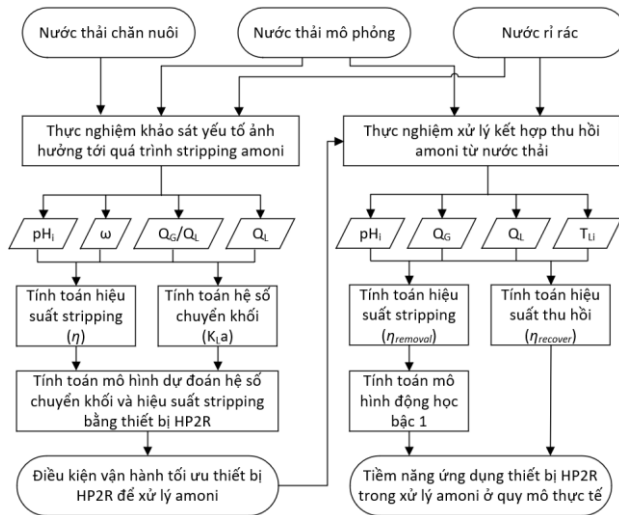 Nước thải chăn nuôi
Nước thải mô phỏng
Nước rỉ rác
Thực nghiệm khảo sát yếu tố ảnh
hưởng tới quá trình stripping amoni
Thực nghiệm xử lý kết hợp thu hồi
amoni từ nước thải
pHi
ω
QG/QL
QL
pHi
QG
QL
TLi
Tính toán hiệu
suất stripping
(η)
Tính toán hệ số
chuyển khối
(KLa)
Tính toán hiệu
suất stripping
(ηremoval)
Tính toán hiệu
suất thu hồi
(ηrecover)
Tính toán mô hình dự đoán hệ số
chuyển khối và hiệu suất stripping
bằng thiết bị HP2R
Tính toán mô
hình động học
bậc 1
Điều kiện vận hành tối ưu thiết bị
HP2R để xử lý amoni
Tiềm năng ứng dụng thiết bị HP2R
trong xử lý amoni ở quy mô thực tế